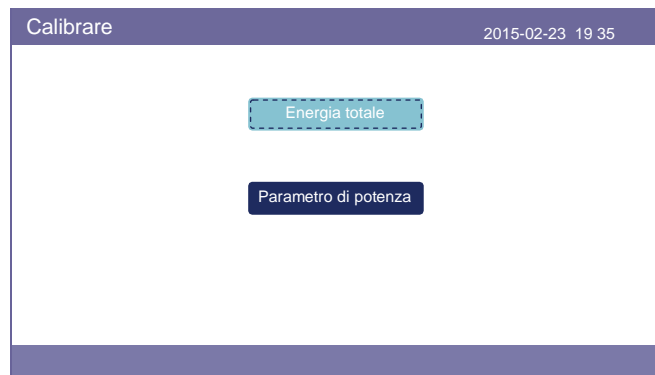 Calibrare
2015-02-23 19 35
Energia totale
Parametro di potenza